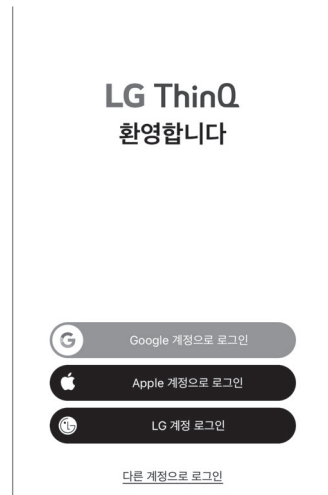 LG ThinQ
환영합니다
G
Google 계정으로 로그인
Apple 계정으로 로그인
LG 계정 로그인
다른 계정으로 로그인